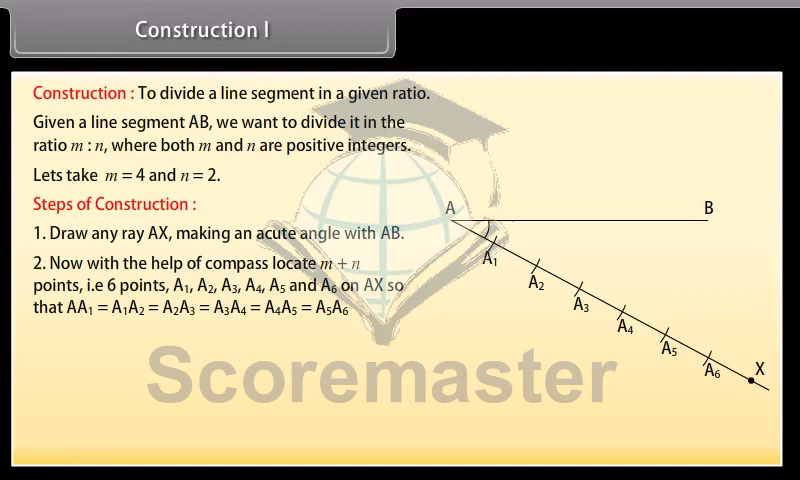 Construction I
Construction : To divide a line segment in a given ratio.
Given a line segment AB, we want to divide it in the
ratio m : n, where both m and n are positive integers.
Lets take m = 4 and n = 2.
Steps of Construction :
1. Draw any ray AX, making an acute angle with AB.
2. Now with the help of compass locate m + n
points, i.e 6 points, A₁, A₂, A₃, A₄, A₅ and A₆ on AX so
that AA₁ = A₁A₂ = A₂A₃ = A₃A₄ = A₄A₅ = A₅A₆
A
B
A₁
A₂
A₃
A₄
A₅
A₆
X
Scoremaster